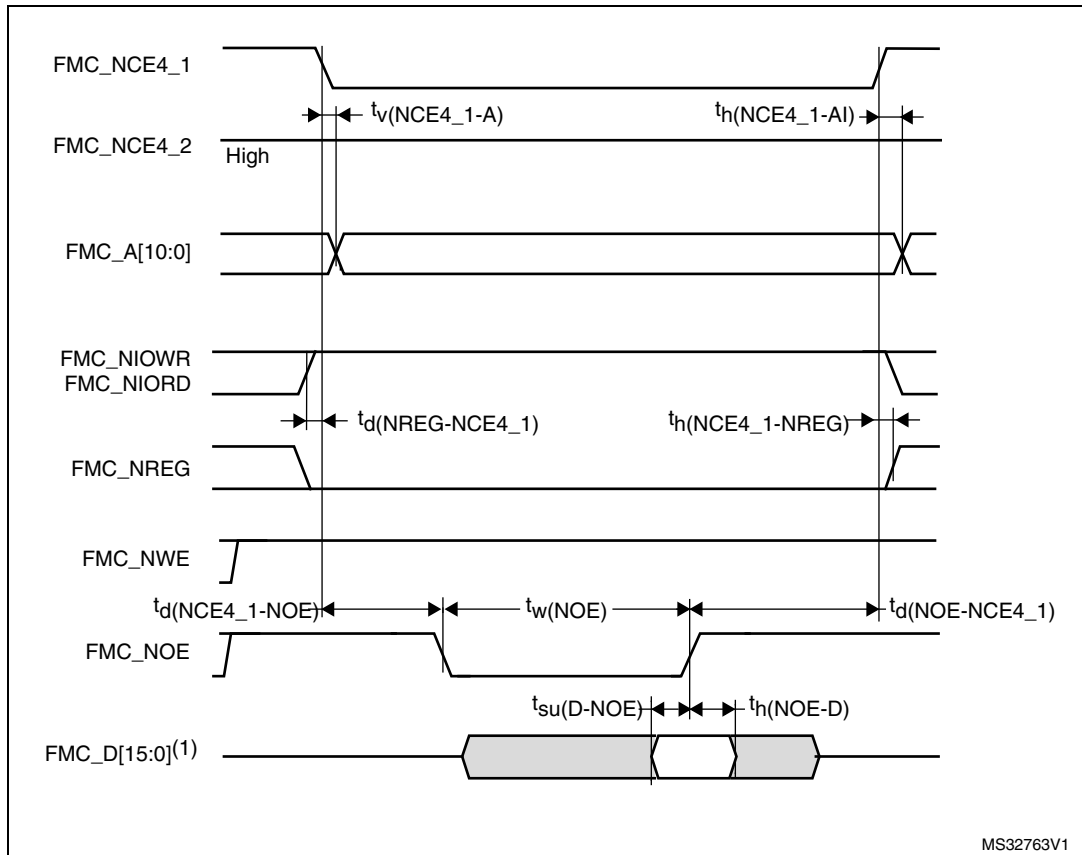 FMC_NCE4_1
tv(NCE4_1-A)
th(NCE4_1-AI)
FMC_NCE4_2
High
FMC_A[10:0]
FMC_NIOWR
FMC_NIORD
td(NREG-NCE4_1)
th(NCE4_1-NREG)
FMC_NREG
FMC_NWE
td(NCE4_1-NOE)
tw(NOE)
td(NOE-NCE4_1)
FMC_NOE
tsu(D-NOE)
th(NOE-D)
FMC_D[15:0](1)
MS32763V1